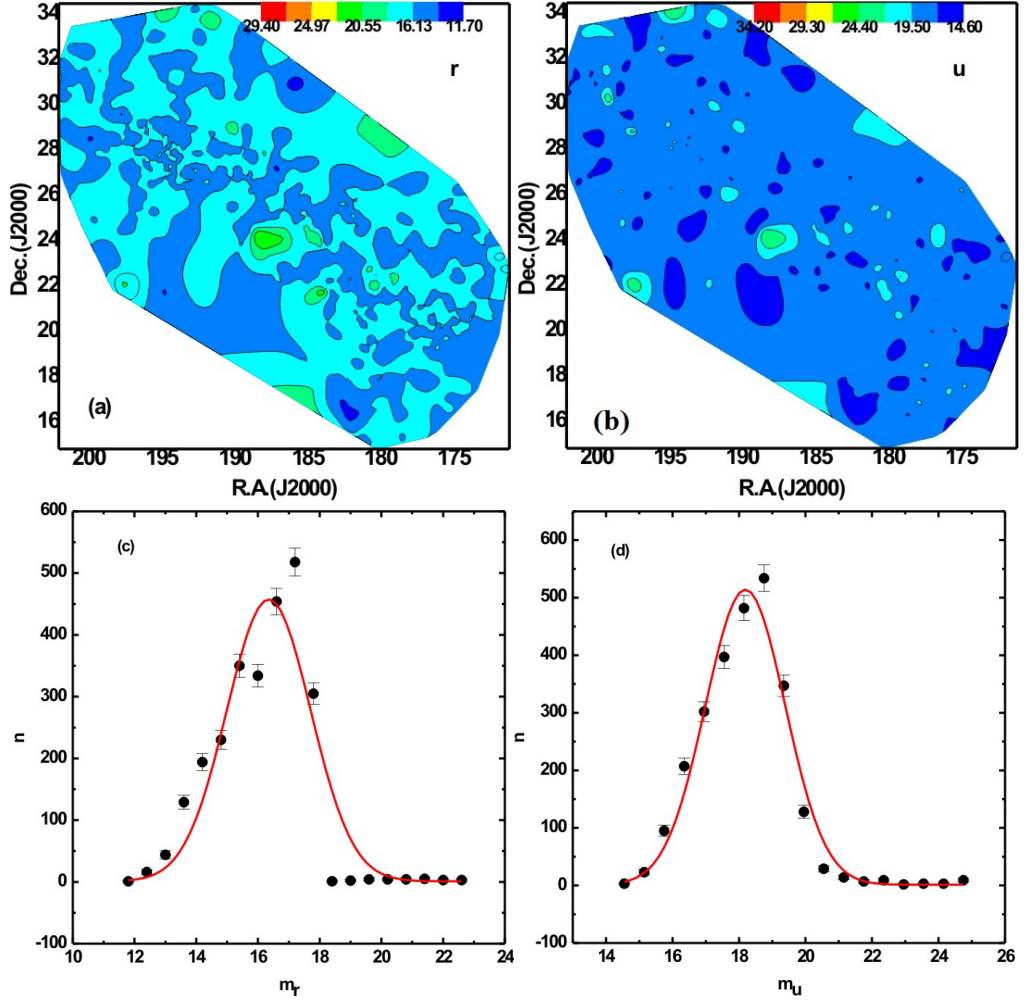 29.40 24.97 20.55 16.13 11.70
r
34
32
30
28
26
24
22
20
18
16
Dec.(J2000)
(a)
200 195 190 185 180 175
R.A.(J2000)
34.20 29.30 24.40 19.50 14.60
u
34
32
30
28
26
24
22
20
18
16
Dec.(J2000)
(b)
200 195 190 185 180 175
R.A.(J2000)
600
500
400
300
200
100
0
-100
n
(c)
10 12 14 16 18 20 22 24
mr
600
500
400
300
200
100
0
-100
n
(d)
14 16 18 20 22 24 26
mu